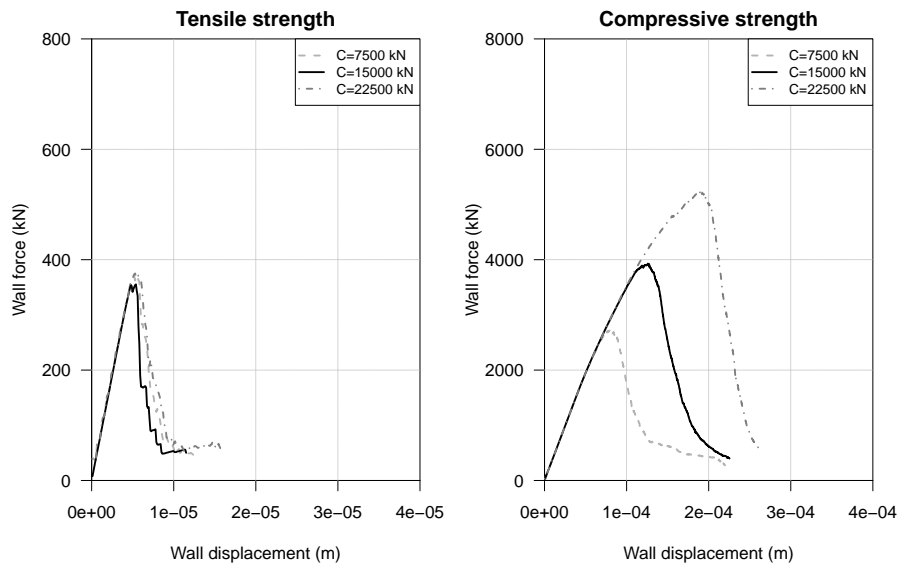 Tensile strength
800
600
400
200
0
0e+00
1e−05
2e−05
3e−05
4e−05
Wall force (kN)
Wall displacement (m)
C=7500 kN
C=15000 kN
C=22500 kN
Compressive strength
8000
6000
4000
2000
0
0e+00
1e−04
2e−04
3e−04
4e−04
Wall force (kN)
Wall displacement (m)
C=7500 kN
C=15000 kN
C=22500 kN